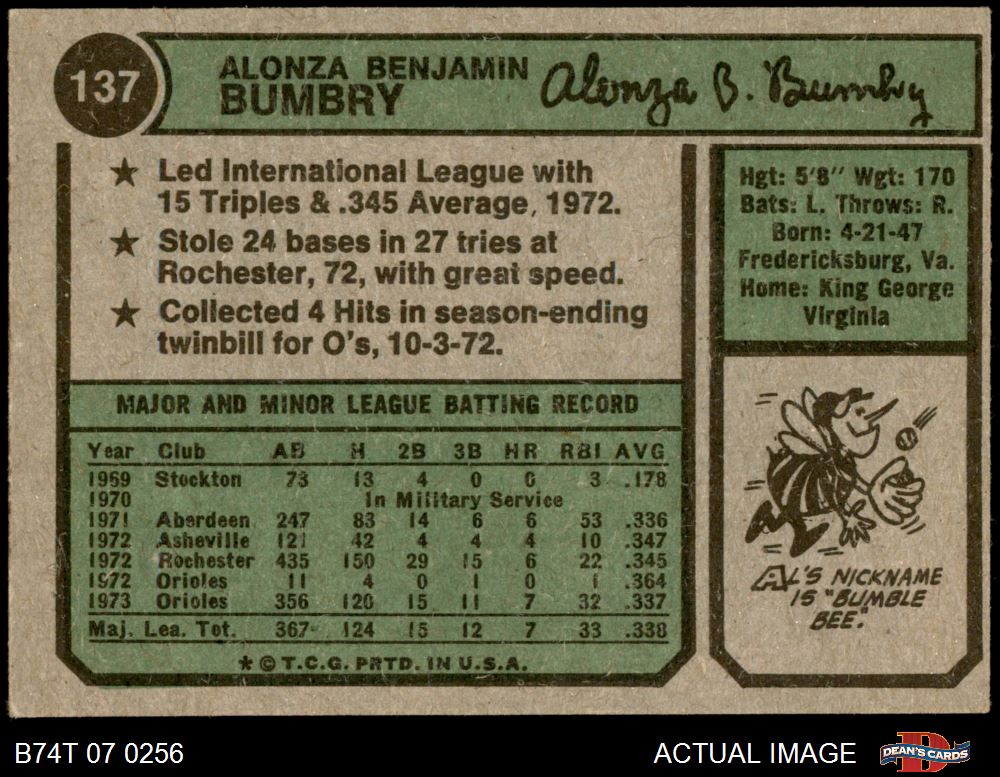 137
ALONZA BENJAMIN
BUMBRY
Alonza B. Bumbry
★ Led International League with
15 Triples & .345 Average, 1972.
★ Stole 24 bases in 27 tries at
Rochester, 72, with great speed.
★ Collected 4 Hits in season-ending
twinbill for O's, 10-3-72.
Hgt: 5'8" Wgt: 170
Bats: L. Throws: R.
Born: 4-21-47
Fredericksburg, Va.
Home: King George
Virginia
MAJOR AND MINOR LEAGUE BATTING RECORD
Year Club AB H 2B 3B HR RBI AVG
1969 Stockton 73 13 4 0 0 3 .178
1970 In Military Service
1971 Aberdeen 247 83 14 6 6 53 .336
1972 Asheville 121 42 4 4 4 10 .347
1972 Rochester 435 150 29 15 6 22 .345
1972 Orioles 11 4 0 1 0 1 .364
1973 Orioles 356 120 15 11 7 32 .337
Maj. Lea. Tot. 367 124 15 12 7 33 .338
* © T.C.G. PRTD. IN U.S.A.
AL'S NICKNAME
IS "BUMBLE
BEE."
B74T 07 0256
ACTUAL IMAGE
DEAN'S CARDS